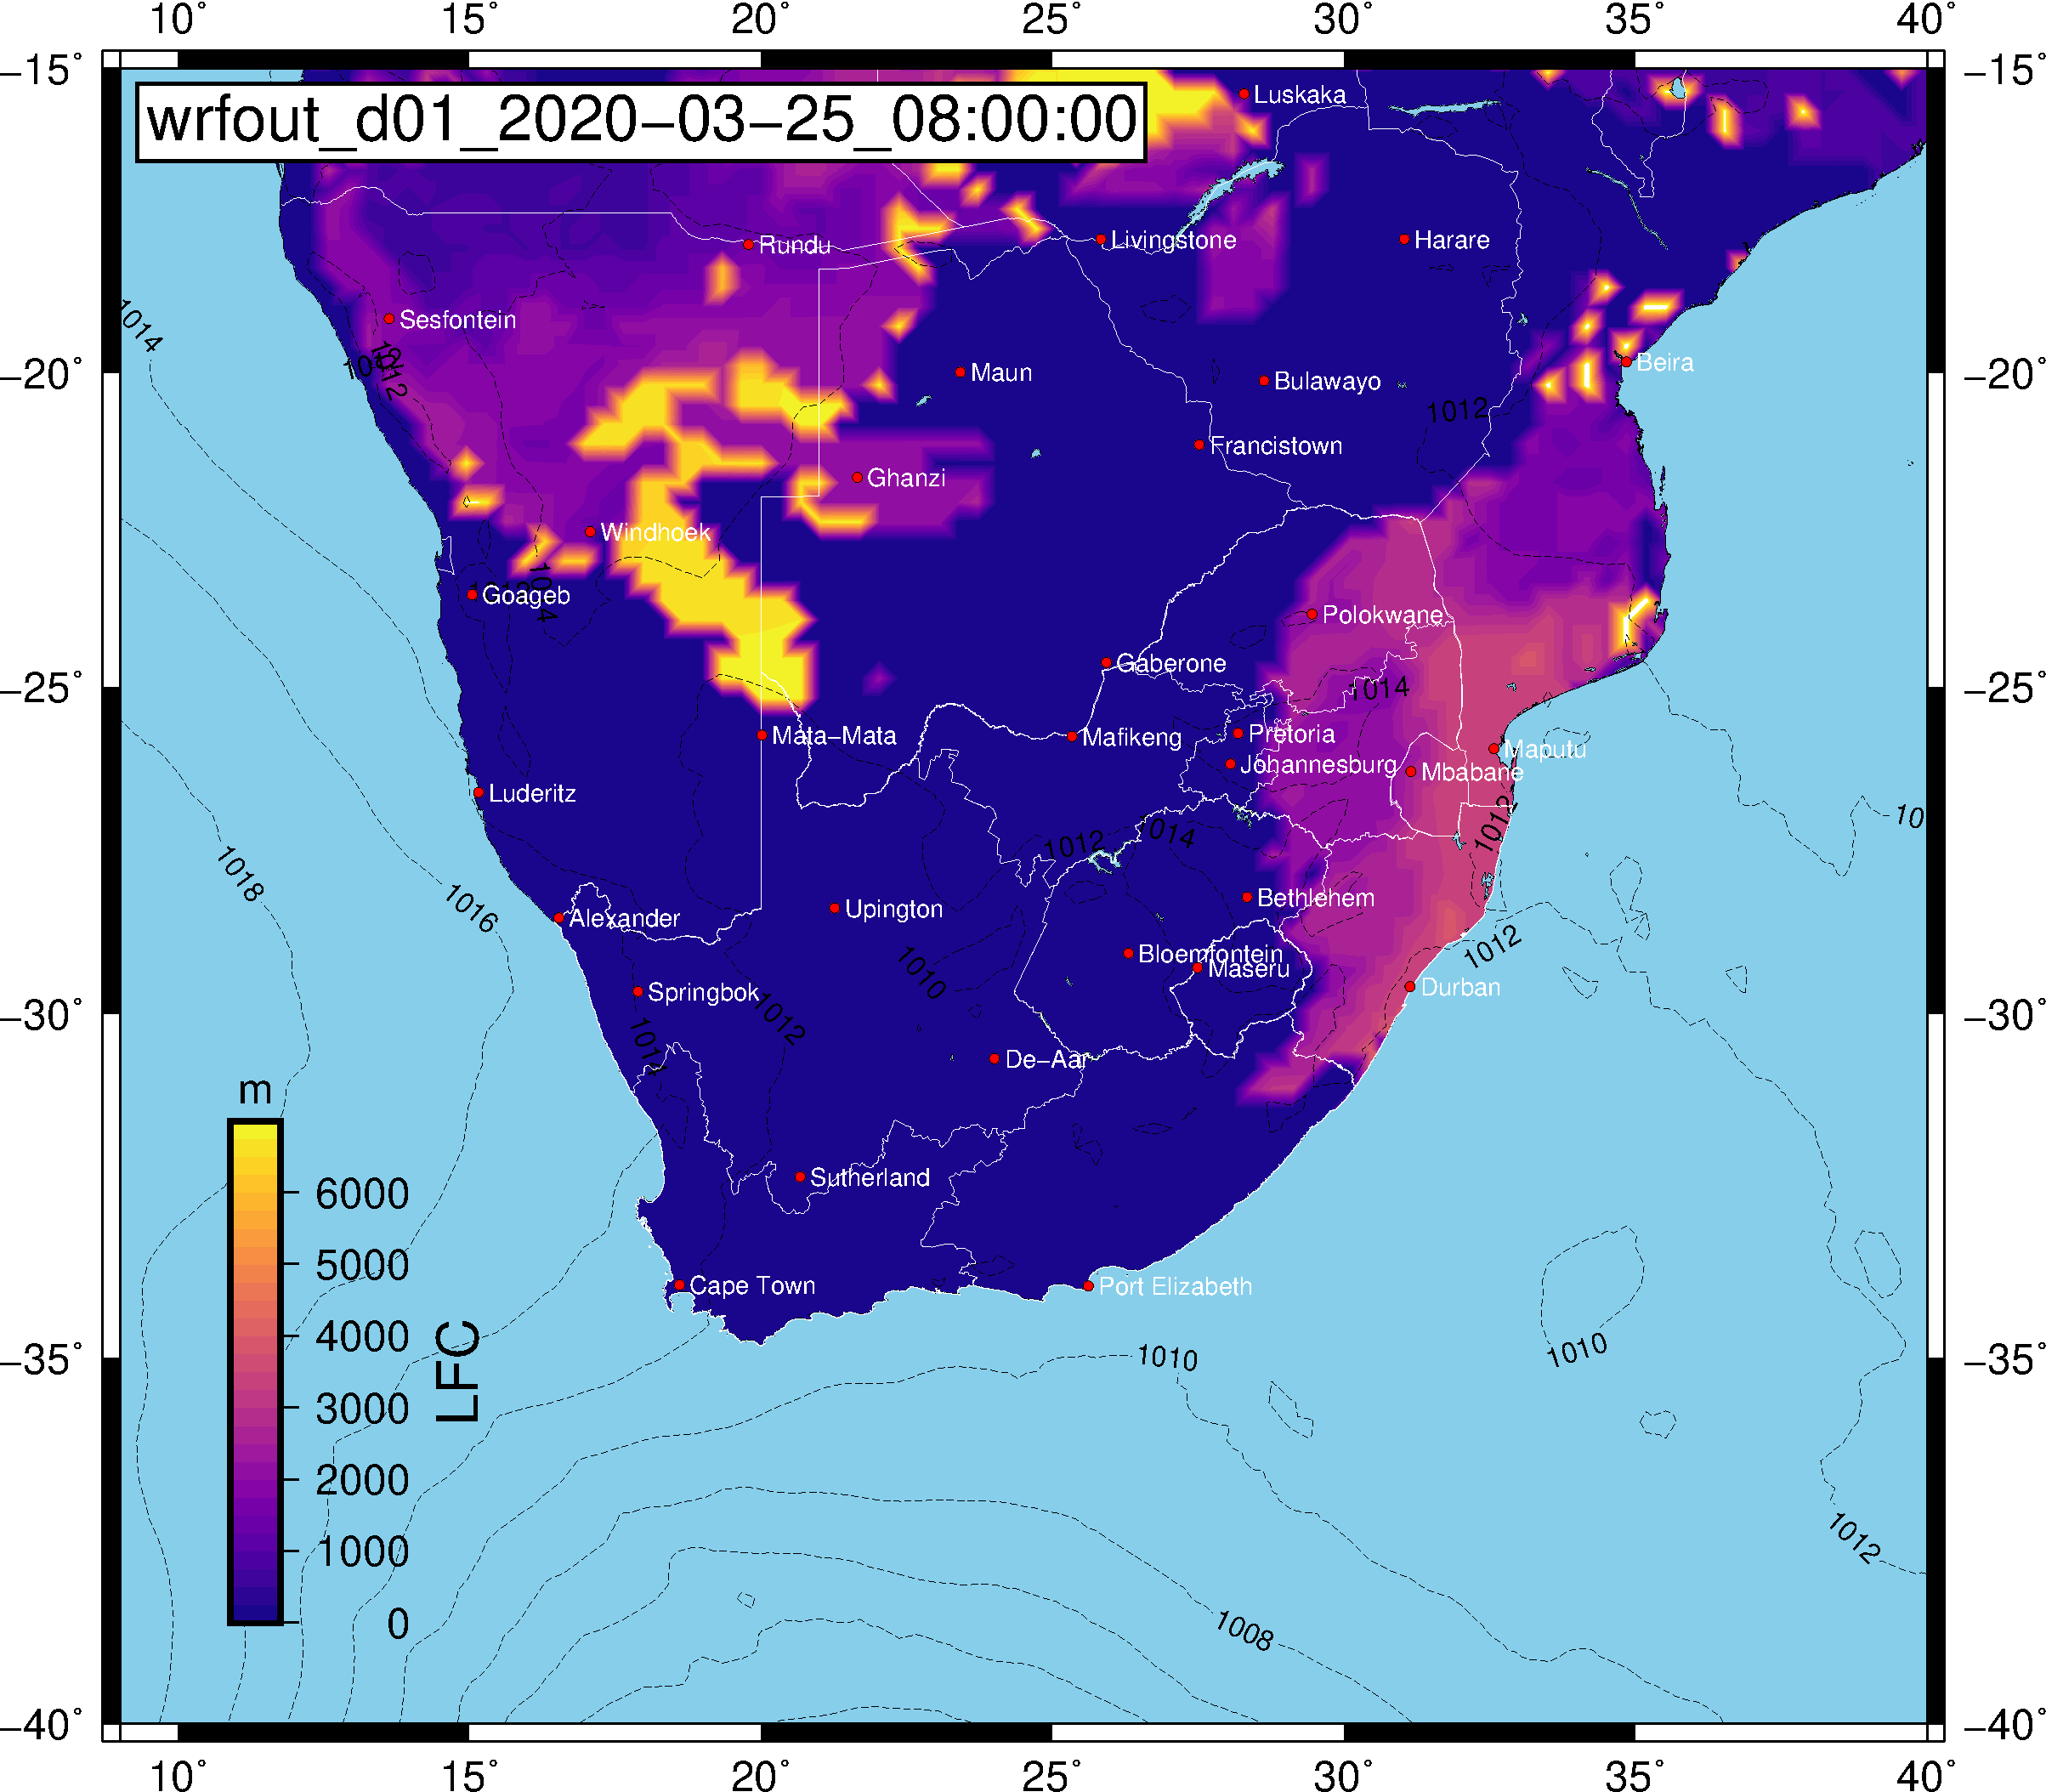 10° 15° 20° 25° 30° 35° 40°
−15° −15°
wrfout_d01_2020−03−25_08:00:00
Luskaka
Rundu
Livingstone
Harare
1014
Sesfontein
1012
1012
−20° −20°
Maun
Bulawayo
Beira
1012
Francistown
Ghanzi
Windhoek
1014
Goageb
Polokwane
Gaberone
−25° −25°
1014
Mata−Mata
Mafikeng
Pretoria
Maputu
Johannesburg
Mbabane
Luderitz
1012
10
1012
1014
1018
1016
Bethlehem
Alexander
Upington
1012
Bloemfontein
Maseru
1010
Durban
Springbok
1012
−30° −30°
1014
De−Aar
m
Sutherland
6000
5000
4000
3000
2000
1000
0
LFC
Cape Town
Port Elizabeth
−35° −35°
1010
1010
1012
1008
−40° −40°
10° 15° 20° 25° 30° 35° 40°